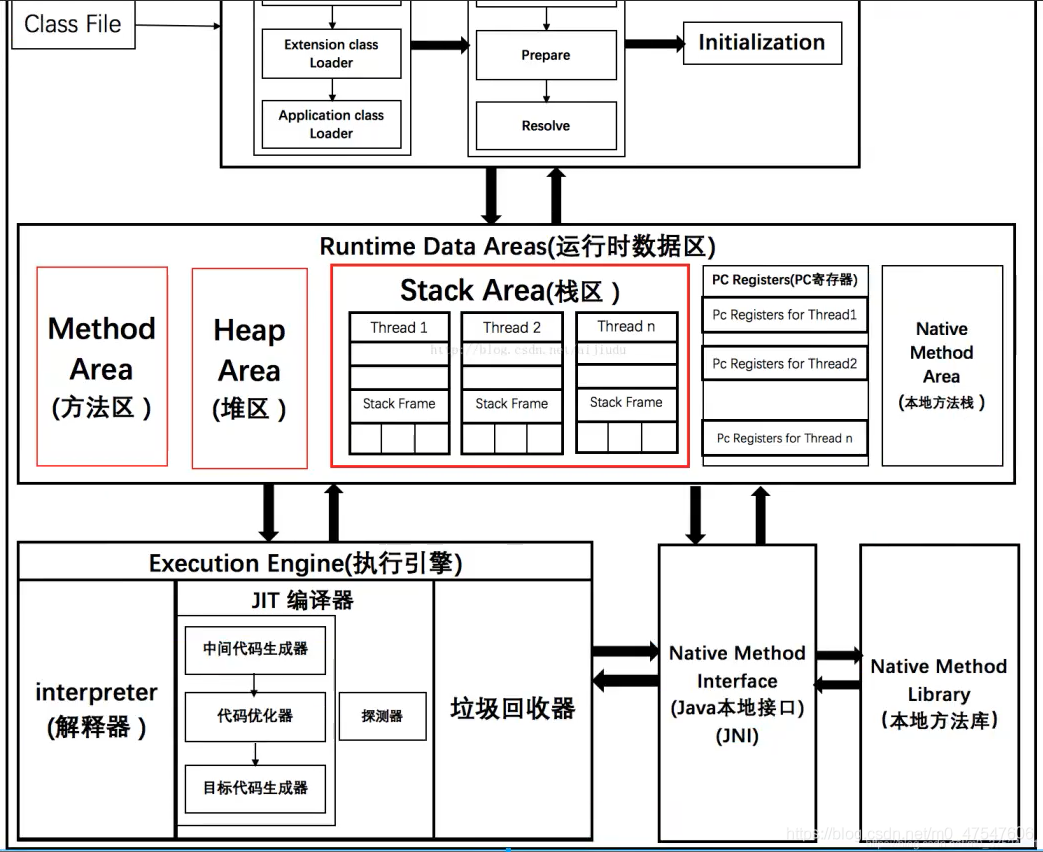 Class File
Extension class
Loader
Application class
Loader
Prepare
Resolve
Initialization
Runtime Data Areas(运行时数据区)
Method
Area
(方法区 )
Heap
Area
(堆区 )
Stack Area(栈区 )
Thread 1
Stack Frame
Thread 2
Stack Frame
Thread n
Stack Frame
PC Registers(PC寄存器)
Pc Registers for Thread1
Pc Registers for Thread2
Pc Registers for Thread n
Native
Method
Area
(本地方法栈 )
Execution Engine(执行引擎)
interpreter
(解释器 )
JIT 编译器
中间代码生成器
代码优化器
目标代码生成器
探测器
垃圾回收器
Native Method
Interface
(Java本地接口)
(JNI)
Native Method
Library
(本地方法库)